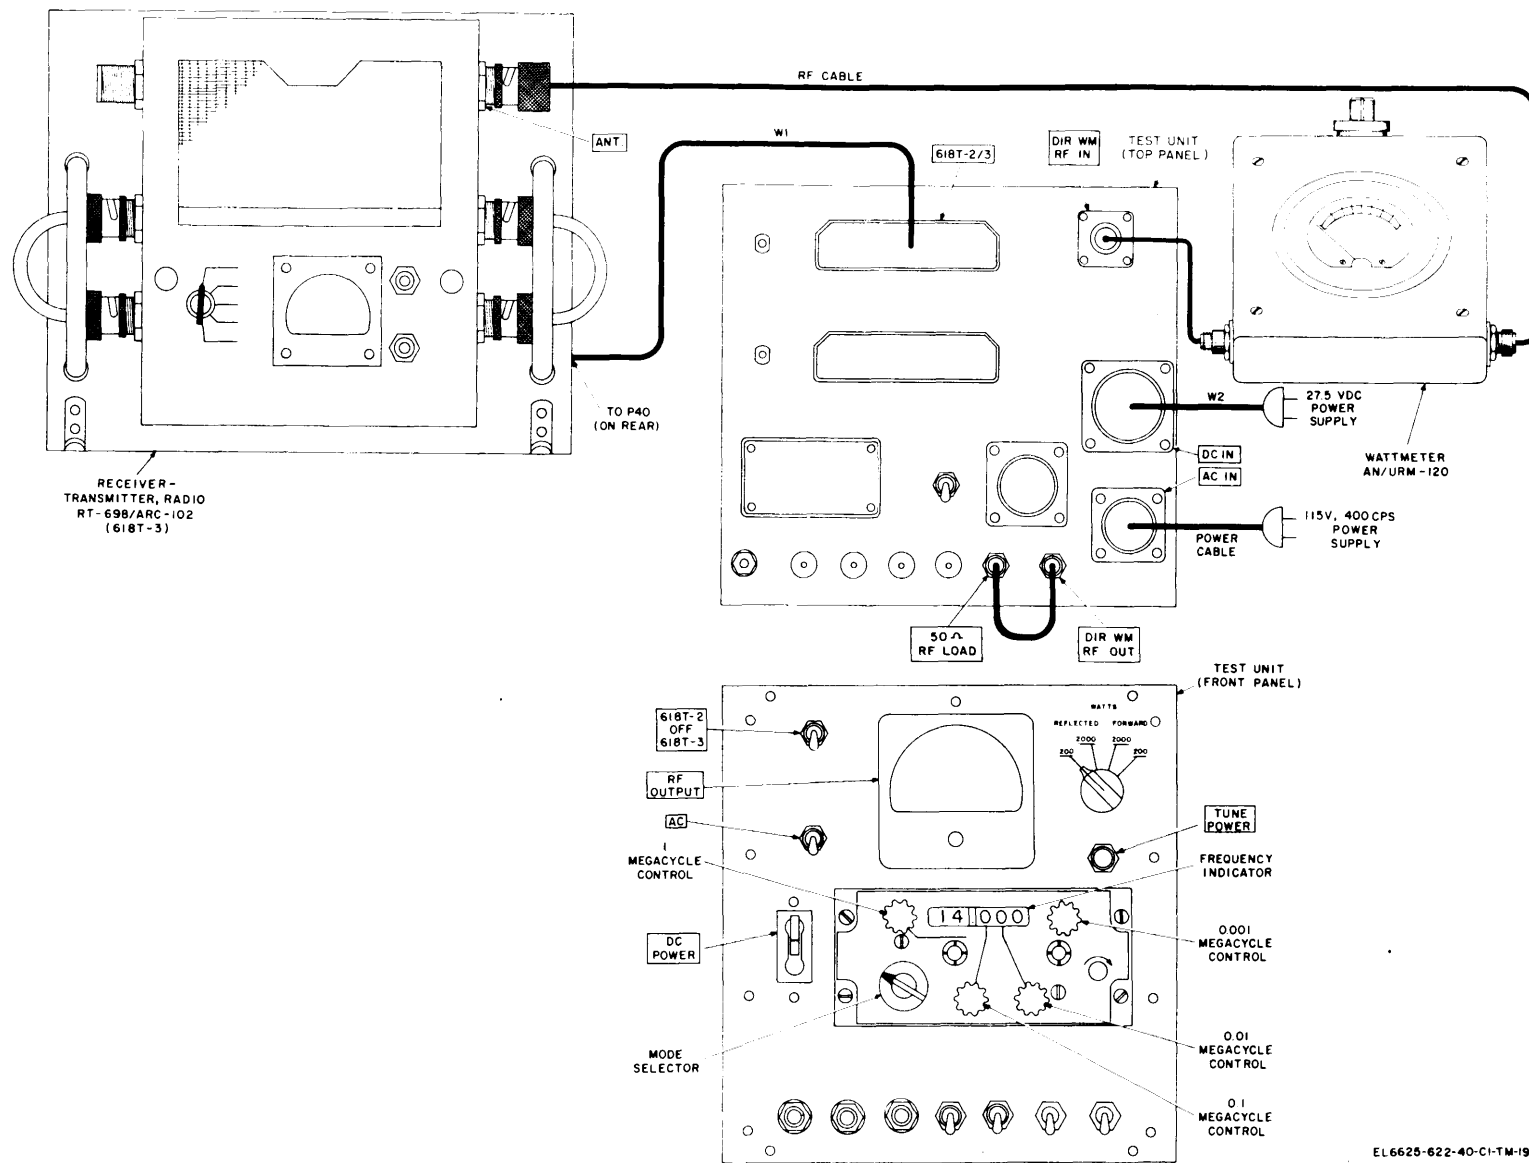 RF CABLE
ANT.
W1
618T-2/3
DIR WM
RF IN
TEST UNIT
(TOP PANEL)
TO P40
(ON REAR)
RECEIVER-
TRANSMITTER, RADIO
RT-698/ARC-102
(618T-3)
W2
27.5 VDC
POWER
SUPPLY
DC IN
AC IN
WATTMETER
AN/URM-120
POWER
CABLE
115V, 400CPS
POWER
SUPPLY
50 Ω
RF LOAD
DIR WM
RF OUT
TEST UNIT
(FRONT PANEL)
618T-2
OFF
618T-3
WATTS
REFLECTED FORWARD
200 2000 2000 200
RF
OUTPUT
AC
TUNE
POWER
1
MEGACYCLE
CONTROL
FREQUENCY
INDICATOR
14 000
DC
POWER
0.001
MEGACYCLE
CONTROL
MODE
SELECTOR
0.01
MEGACYCLE
CONTROL
0.1
MEGACYCLE
CONTROL
EL6625-622-40-C1-TM-19